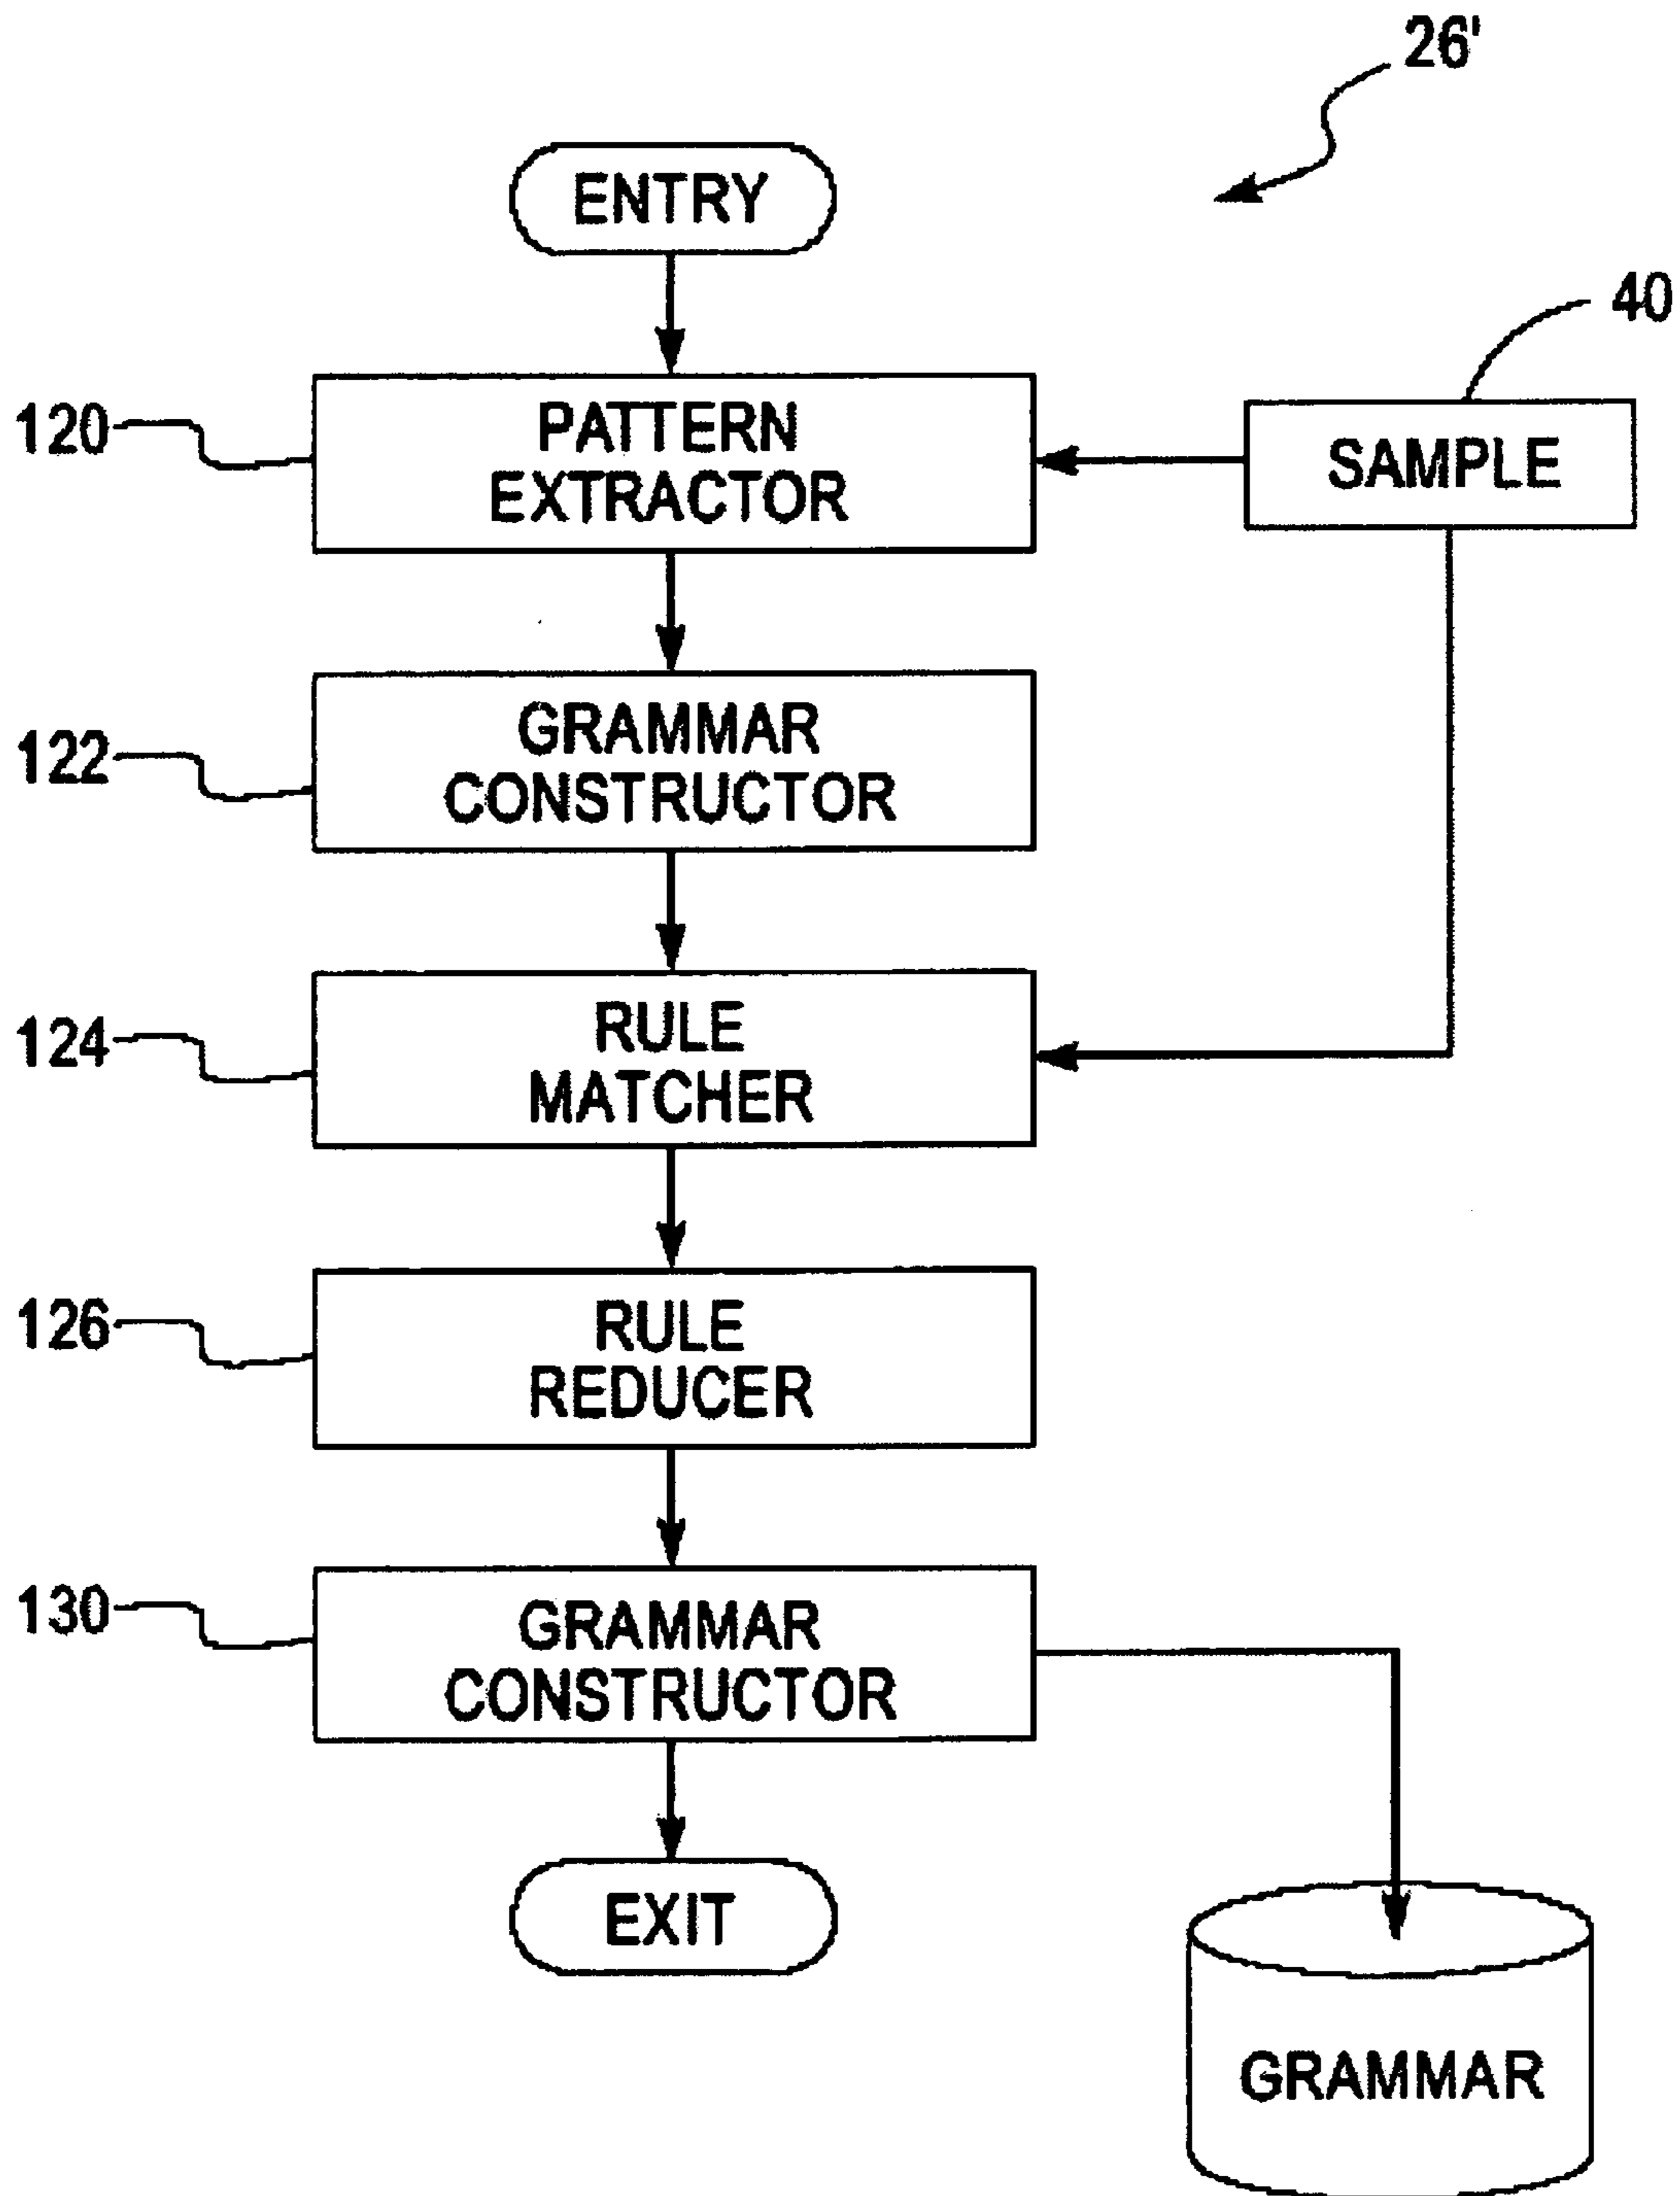 26'
ENTRY
40
120
PATTERN
EXTRACTOR
SAMPLE
122
GRAMMAR
CONSTRUCTOR
124
RULE
MATCHER
126
RULE
REDUCER
130
GRAMMAR
CONSTRUCTOR
EXIT
GRAMMAR